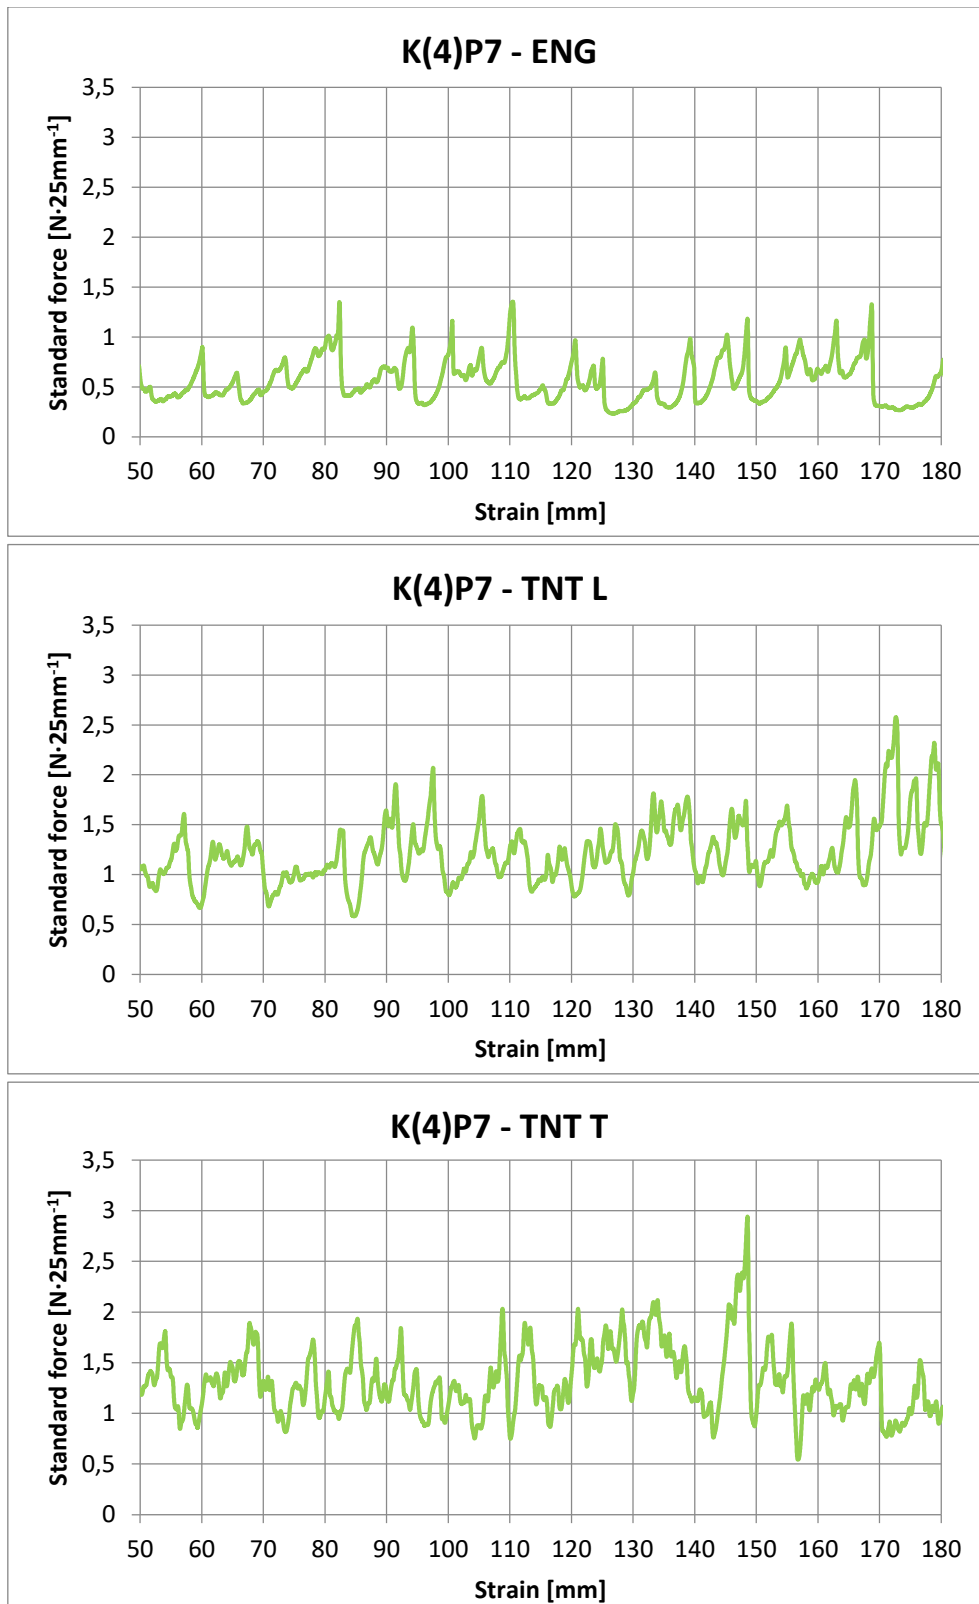 K(4)P7 - ENG
Standard force [N·25mm⁻¹]
3,5
3
2,5
2
1,5
1
0,5
0
50 60 70 80 90 100 110 120 130 140 150 160 170 180
Strain [mm]
K(4)P7 - TNT L
Standard force [N·25mm⁻¹]
3,5
3
2,5
2
1,5
1
0,5
0
50 60 70 80 90 100 110 120 130 140 150 160 170 180
Strain [mm]
K(4)P7 - TNT T
Standard force [N·25mm⁻¹]
3,5
3
2,5
2
1,5
1
0,5
0
50 60 70 80 90 100 110 120 130 140 150 160 170 180
Strain [mm]